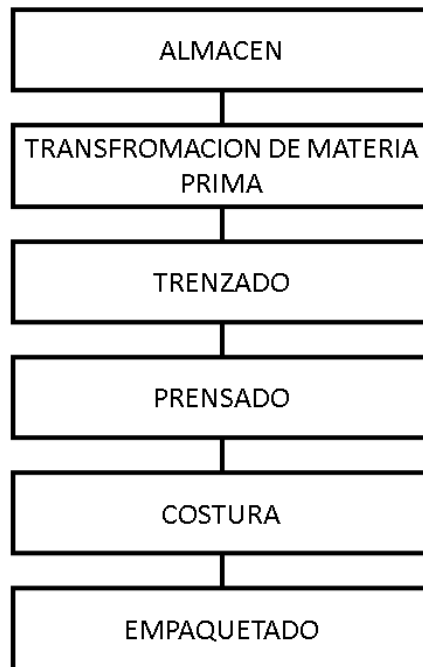 ALMACEN
TRANSFROMACION DE MATERIA
PRIMA
TRENZADO
PRENSADO
COSTURA
EMPAQUETADO